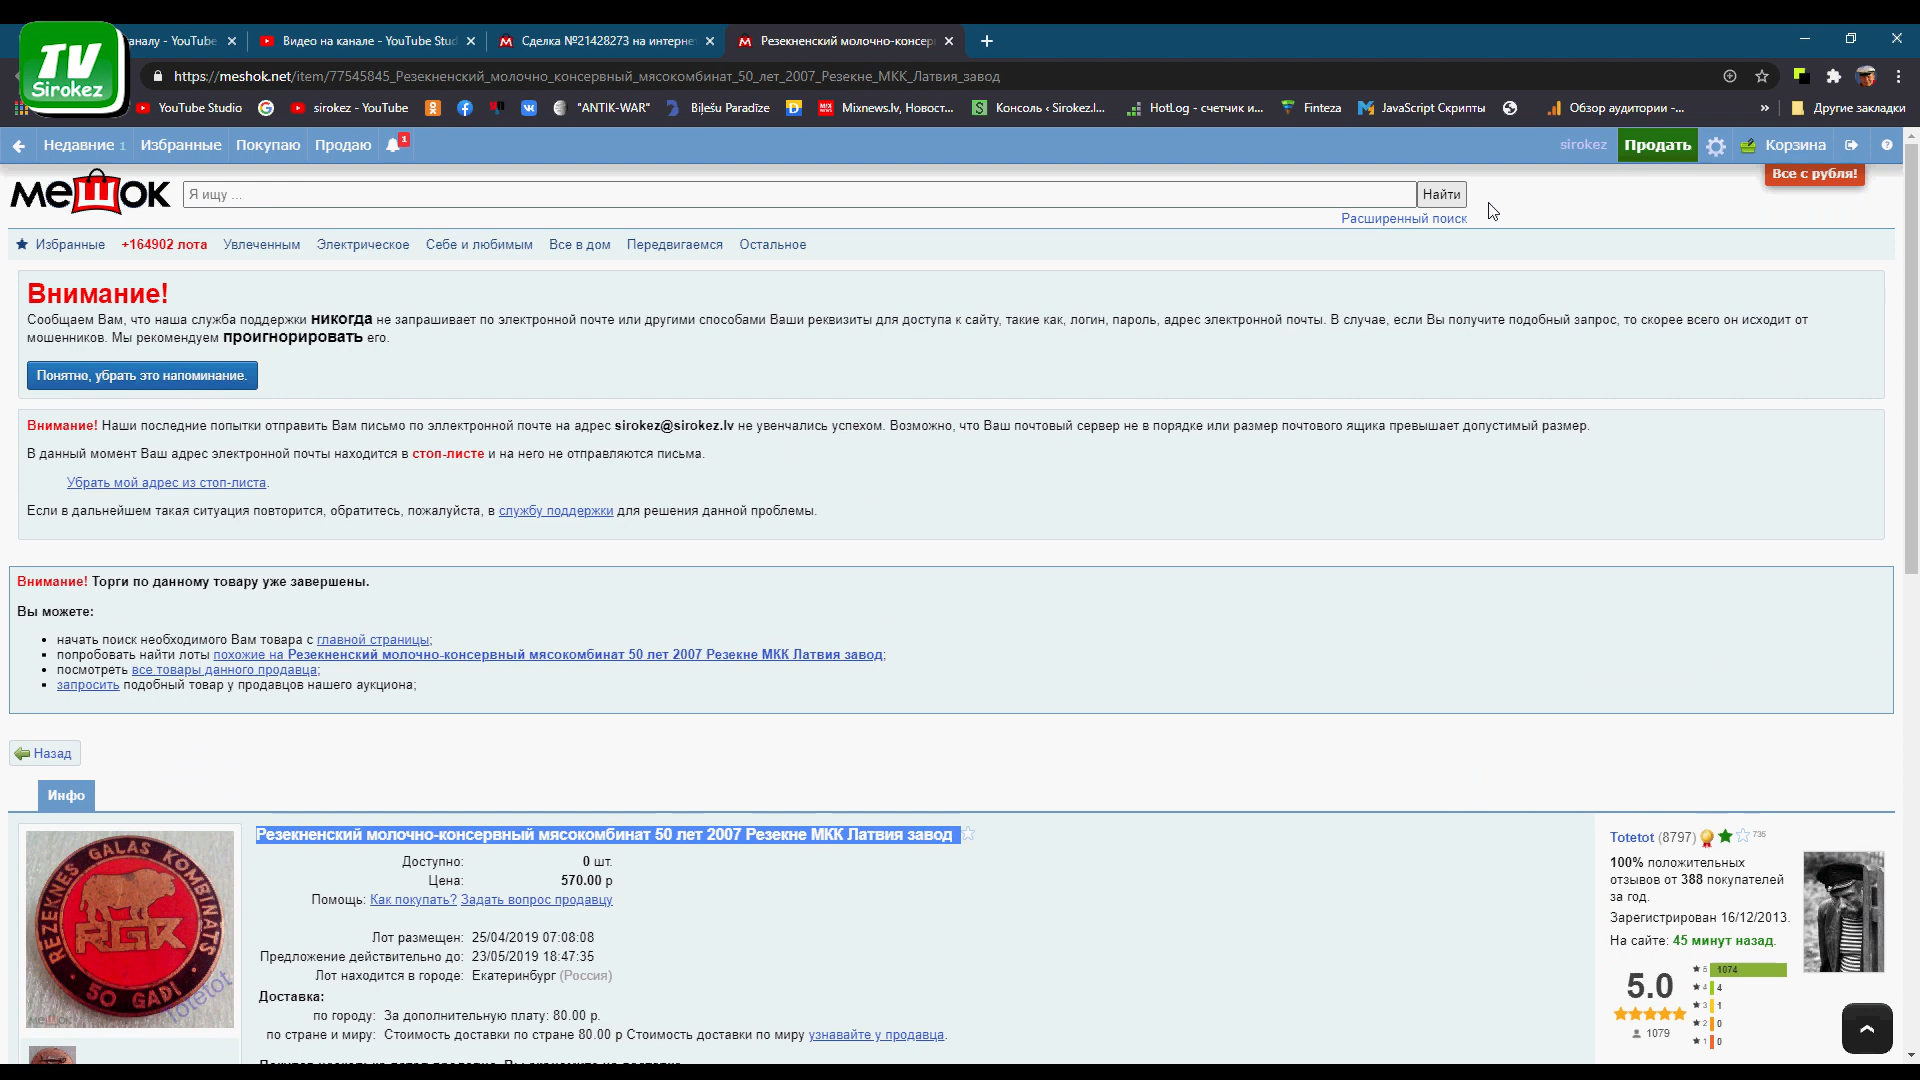 TV
Sirokez
каналу - YouTube
Видео на канале - YouTube Stud
Сделка №21428273 на интерне
Резекненский молочно-консер
https://meshok.net/item/77545845_Резекненский_молочно_консервный_мясокомбинат_50_лет_2007_Резекне_МКК_Латвия_завод
YouTube Studio
sirokez - YouTube
"ANTIK-WAR"
Biļešu Paradīze
Mixnews.lv, Новост...
Консоль ‹ Sirokez.l...
HotLog - счетчик и...
Finteza
JavaScript Скрипты
Обзор аудитории -...
»
Другие закладки
Недавние 1
Избранные
Покупаю
Продаю
1
sirokez
Продать
Корзина
Все с рубля!
мешок
Я ищу ...
Найти
Расширенный поиск
Избранные
+164902 лота
Увлеченным
Электрическое
Себе и любимым
Все в дом
Передвигаемся
Остальное
Внимание!
Сообщаем Вам, что наша служба поддержки никогда не запрашивает по электронной почте или другими способами Ваши реквизиты для доступа к сайту, такие как, логин, пароль, адрес электронной почты. В случае, если Вы получите подобный запрос, то скорее всего он исходит от
мошенников. Мы рекомендуем проигнорировать его.
Понятно, убрать это напоминание.
Внимание! Наши последние попытки отправить Вам письмо по эллектронной почте на адрес sirokez@sirokez.lv не увенчались успехом. Возможно, что Ваш почтовый сервер не в порядке или размер почтового ящика превышает допустимый размер.
В данный момент Ваш адрес электронной почты находится в стоп-листе и на него не отправляются письма.
Убрать мой адрес из стоп-листа.
Если в дальнейшем такая ситуация повторится, обратитесь, пожалуйста, в службу поддержки для решения данной проблемы.
Внимание! Торги по данному товару уже завершены.
Вы можете:
начать поиск необходимого Вам товара с главной страницы;
попробовать найти лоты похожие на Резекненский молочно-консервный мясокомбинат 50 лет 2007 Резекне МКК Латвия завод;
посмотреть все товары данного продавца;
запросить подобный товар у продавцов нашего аукциона;
Назад
Инфо
REZEKNES GALAS KOMBINATS
RGK
50 GADI
Totetot
мешок
Резекненский молочно-консервный мясокомбинат 50 лет 2007 Резекне МКК Латвия завод
Доступно: 0 шт.
Цена: 570.00 р
Помощь: Как покупать? Задать вопрос продавцу
Лот размещен: 25/04/2019 07:08:08
Предложение действительно до: 23/05/2019 18:47:35
Лот находится в городе: Екатеринбург (Россия)
Доставка:
по городу: За дополнительную плату: 80.00 р.
по стране и миру: Стоимость доставки по стране 80.00 р Стоимость доставки по миру узнавайте у продавца.
Totetot (8797) 735
100% положительных
отзывов от 388 покупателей
за год.
Зарегистрирован 16/12/2013.
На сайте: 45 минут назад.
5.0
1079
5 1074
4 4
3 1
2 0
1 0